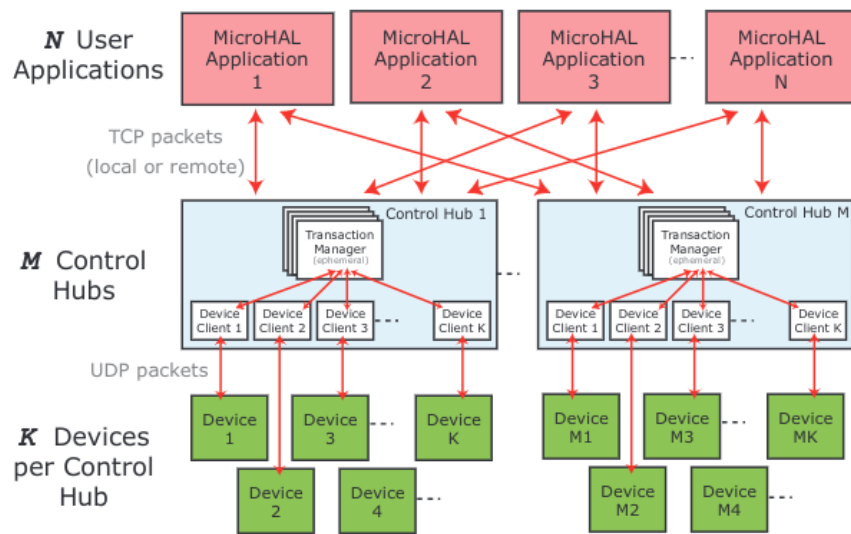 N User
Applications
MicroHAL
Application
1
MicroHAL
Application
2
MicroHAL
Application
3
MicroHAL
Application
N
TCP packets
(local or remote)
M Control
Hubs
Control Hub 1
Transaction
Manager
(ephemeral)
Device
Client 1
Device
Client 2
Device
Client 3
Device
Client K
Control Hub M
Transaction
Manager
(ephemeral)
Device
Client 1
Device
Client 2
Device
Client 3
Device
Client K
UDP packets
K Devices
per Control
Hub
Device
1
Device
3
Device
K
Device
2
Device
4
Device
M1
Device
M3
Device
MK
Device
M2
Device
M4